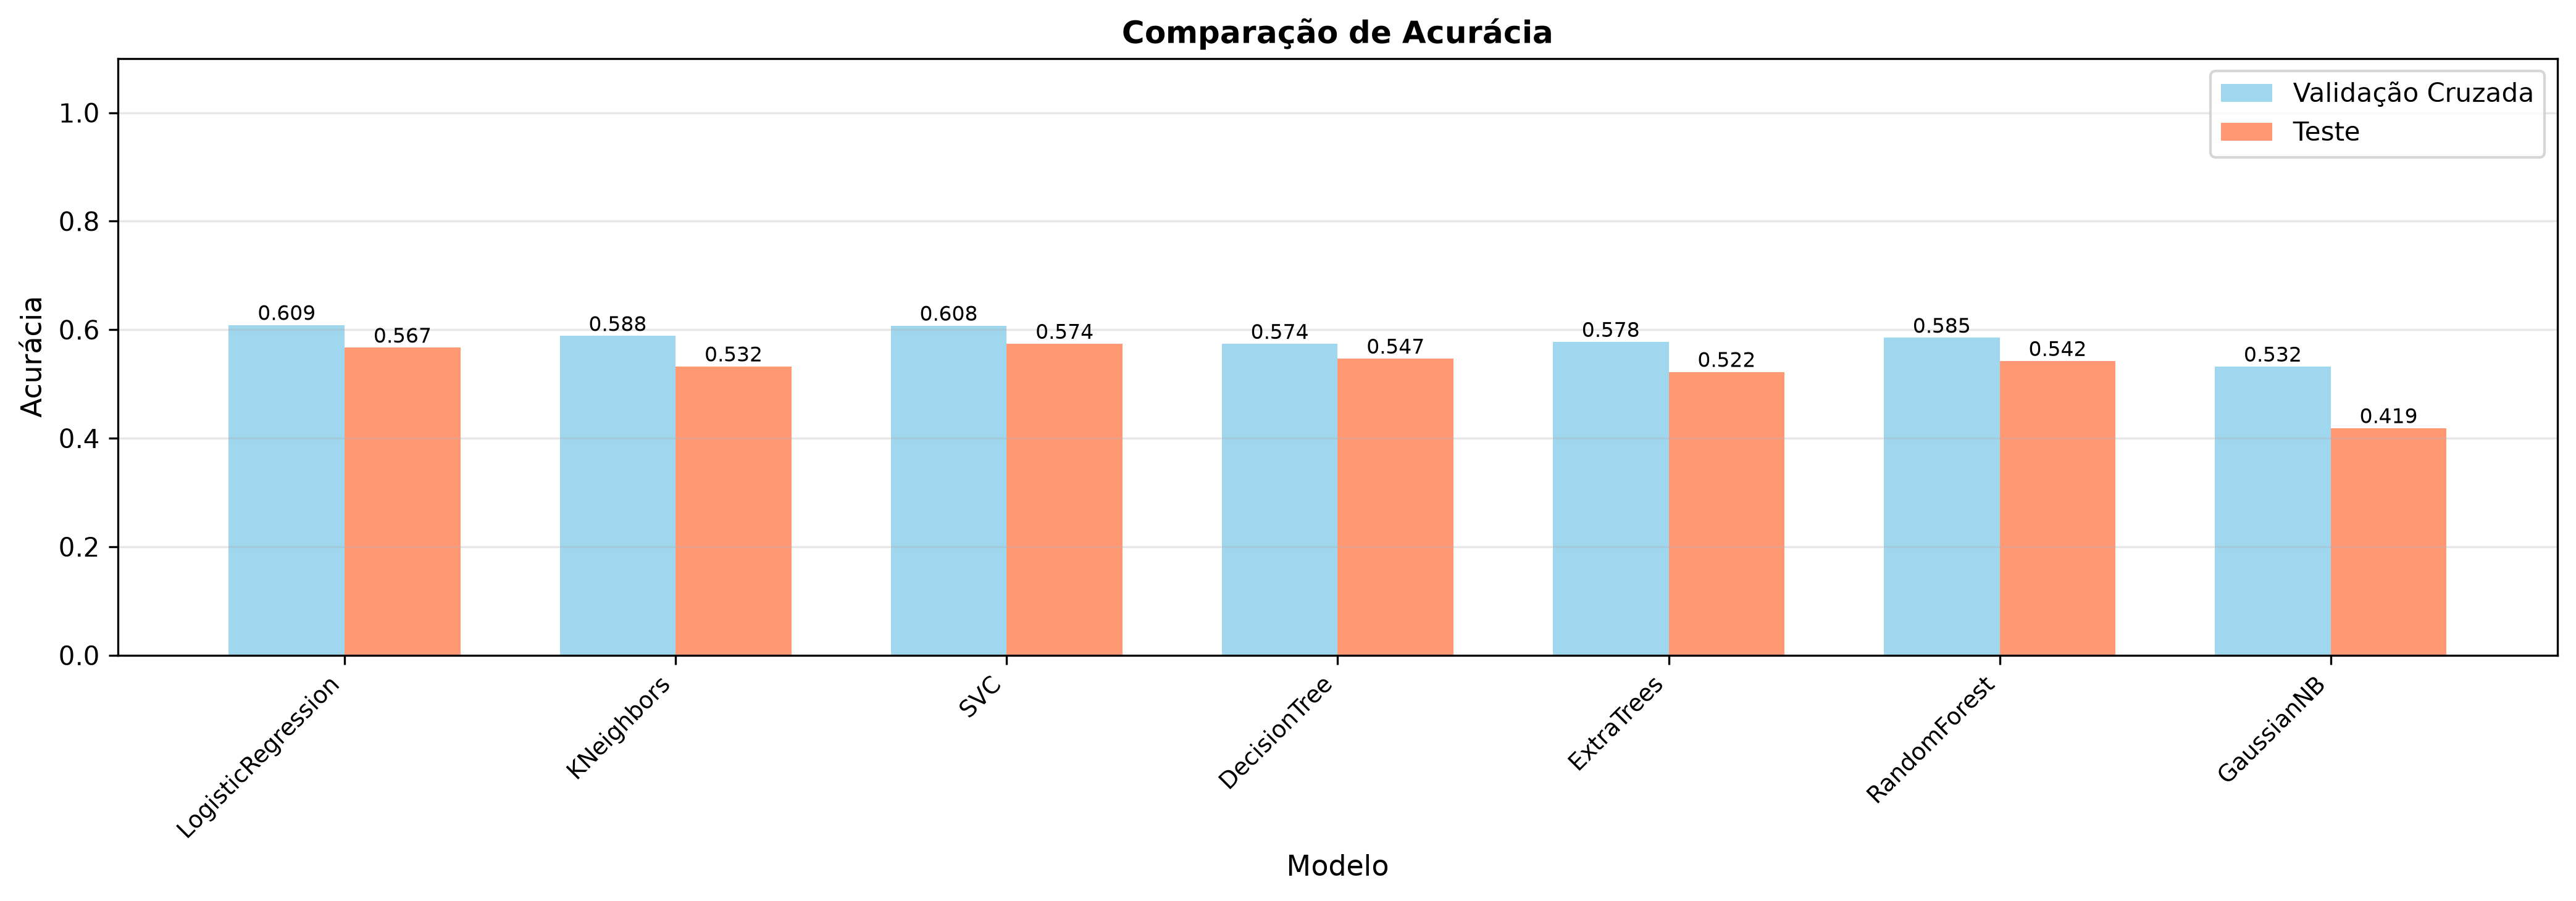 Comparação de Acurácia
Validação Cruzada
Teste
Acurácia
1.0
0.8
0.6
0.4
0.2
0.0
0.609
0.567
0.588
0.532
0.608
0.574
0.574
0.547
0.578
0.522
0.585
0.542
0.532
0.419
LogisticRegression
KNeighbors
SVC
DecisionTree
ExtraTrees
RandomForest
GaussianNB
Modelo